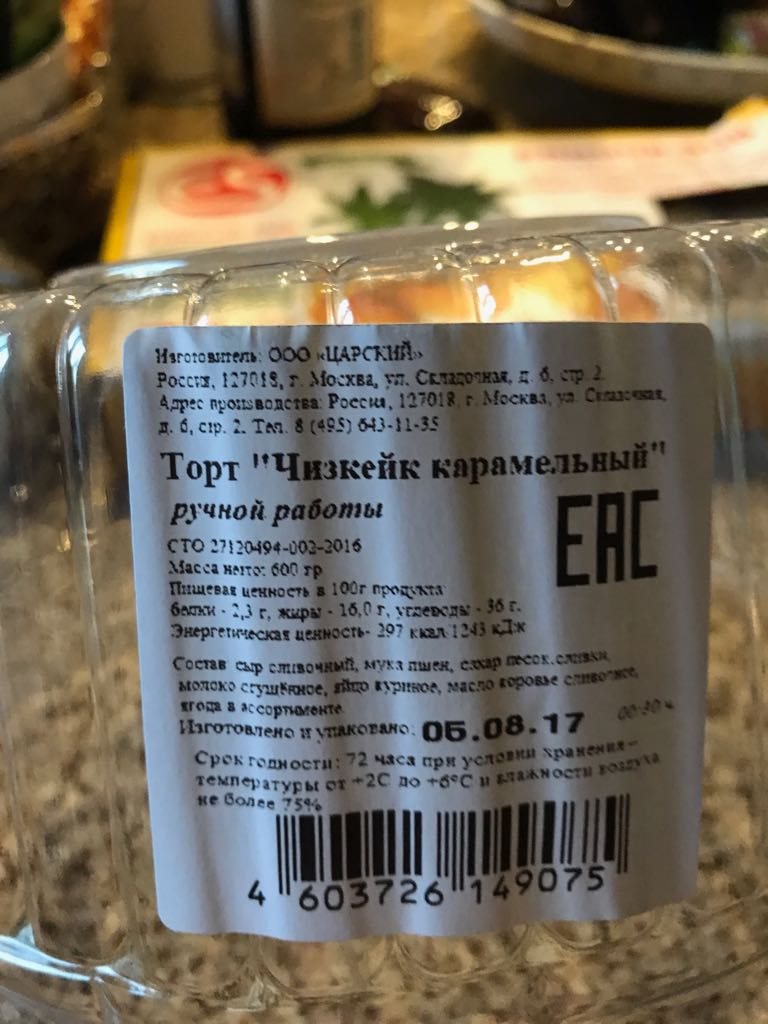 Изготовитель: ООО «ЦАРСКИЙ»
Россия, 127018, г. Москва, ул. Складочная, д. 6, стр. 2.
Адрес производства: Россия, 127018, г. Москва, ул. Складочная,
д. 6, стр. 2. Тел. 8 (495) 643-11-35
Торт "Чизкейк карамельный"
ручной работы
EAC
СТО 27120494-002-2016
Масса нетто: 600 гр
Пищевая ценность в 100г продукта:
белки - 2,3 г, жиры - 16,0 г, углеводы - 36 г.
Энергетическая ценность- 297 ккал/1243 кДж
Состав: сыр сливочный, мука пшен, сахар песок,сливки,
молоко сгущённое, яйцо куриное, масло коровье сливочное,
ягода в ассортименте.
Изготовлено и упаковано: 05.08.17 00:30 ч
Срок годности: 72 часа при условии хранения-
температуры от +2С до +6°С и влажности воздуха
не более 75%
4 603726 149075